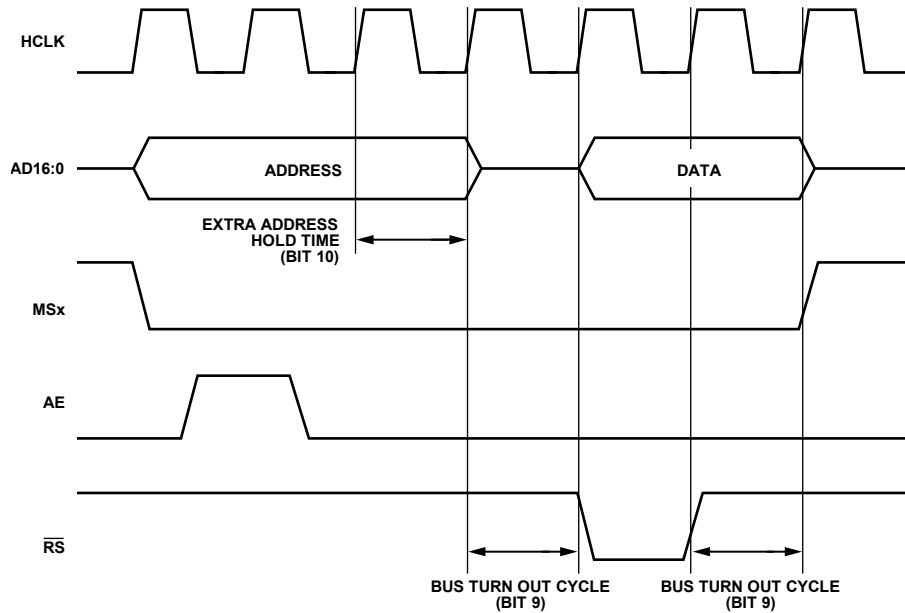 HCLK
AD16:0
ADDRESS
DATA
EXTRA ADDRESS
HOLD TIME
(BIT 10)
MSx
AE
RS
BUS TURN OUT CYCLE
(BIT 9)
BUS TURN OUT CYCLE
(BIT 9)